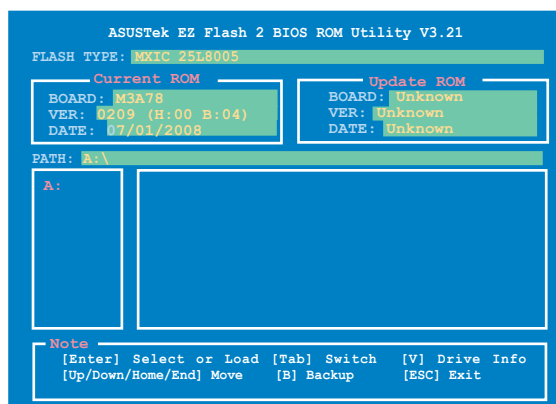 ASUSTek EZ Flash 2 BIOS ROM Utility V3.21
FLASH TYPE: MXIC 25L8005
Current ROM
BOARD: M3A78
VER: 0209 (H:00 B:04)
DATE: 07/01/2008
Update ROM
BOARD: Unknown
VER: Unknown
DATE: Unknown
PATH: A:\
A:
Note
[Enter] Select or Load [Tab] Switch [V] Drive Info
[Up/Down/Home/End] Move [B] Backup [ESC] Exit